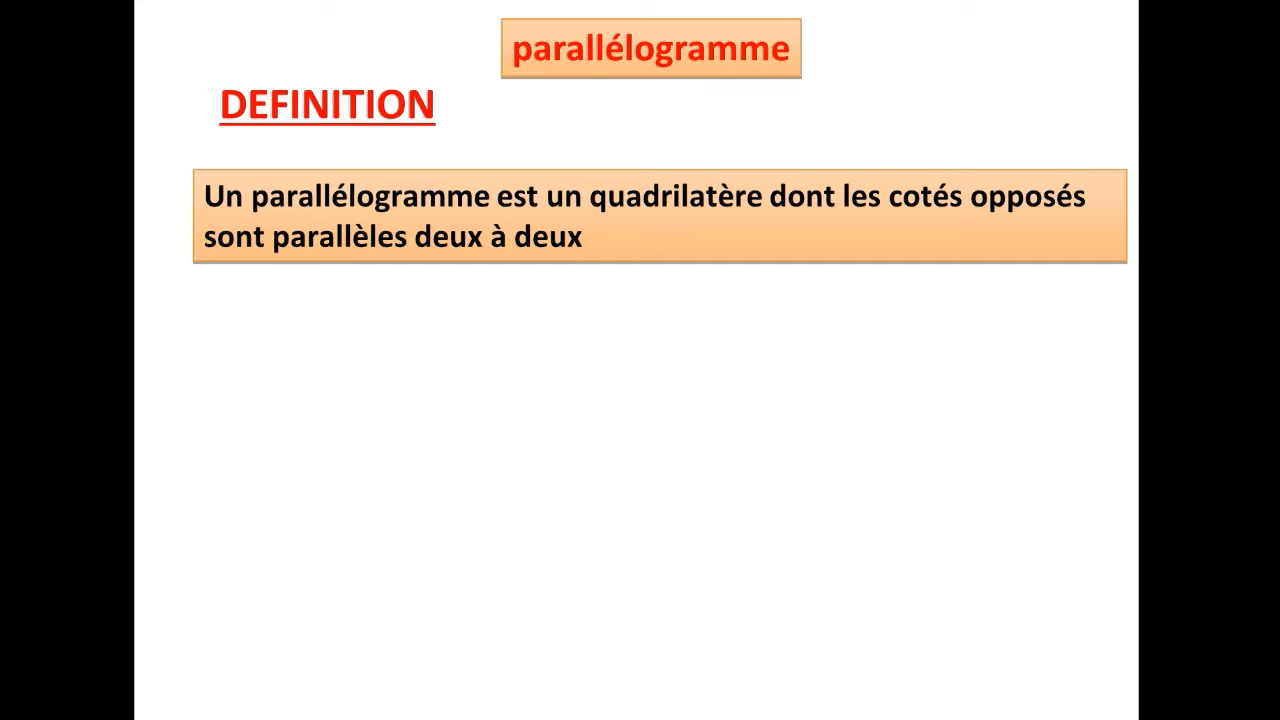 parallélogramme
DEFINITION
Un parallélogramme est un quadrilatère dont les cotés opposés
sont parallèles deux à deux